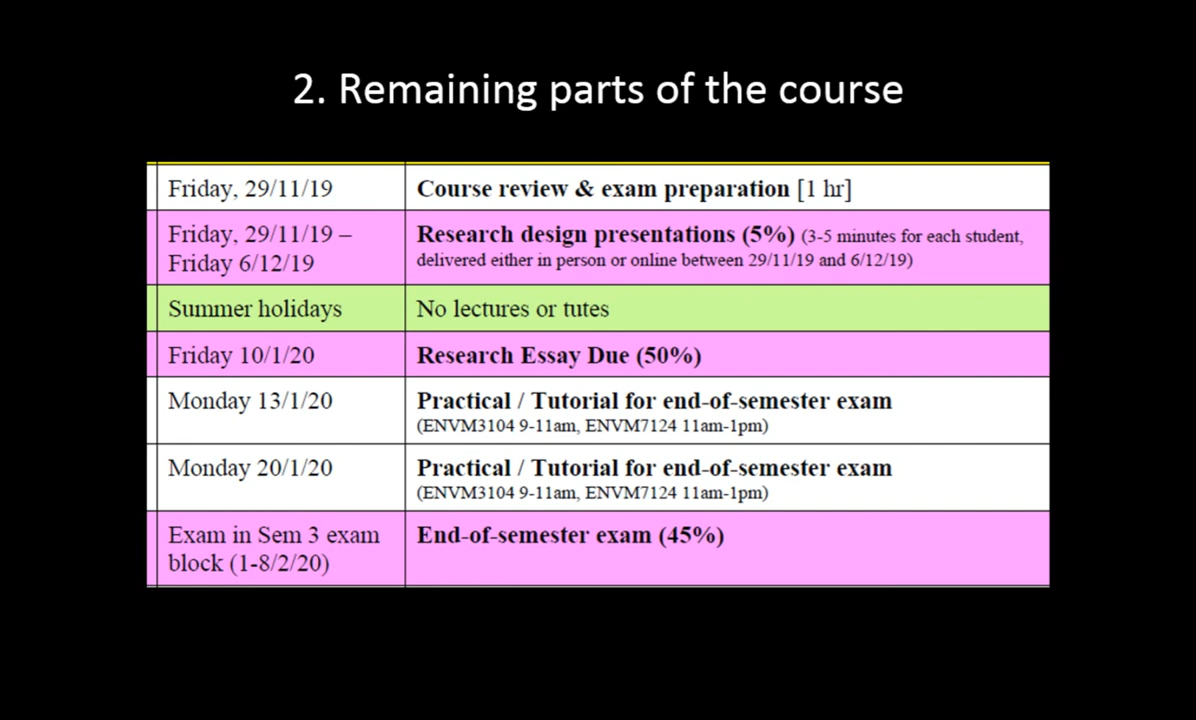 2. Remaining parts of the course
Friday, 29/11/19
Course review & exam preparation [1 hr]
Friday, 29/11/19 –
Friday 6/12/19
Research design presentations (5%) (3-5 minutes for each student,
delivered either in person or online between 29/11/19 and 6/12/19)
Summer holidays
No lectures or tutes
Friday 10/1/20
Research Essay Due (50%)
Monday 13/1/20
Practical / Tutorial for end-of-semester exam
(ENVM3104 9-11am, ENVM7124 11am-1pm)
Monday 20/1/20
Practical / Tutorial for end-of-semester exam
(ENVM3104 9-11am, ENVM7124 11am-1pm)
Exam in Sem 3 exam
block (1-8/2/20)
End-of-semester exam (45%)